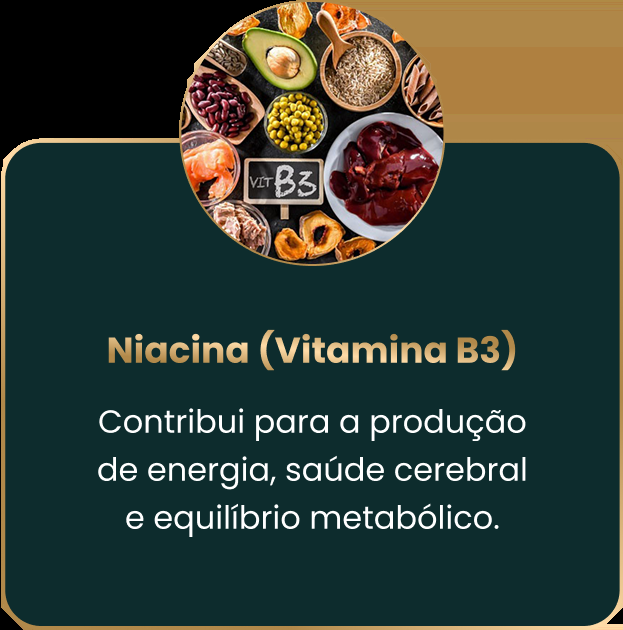 VIT B3
Niacina (Vitamina B3)
Contribui para a produção
de energia, saúde cerebral
e equilíbrio metabólico.